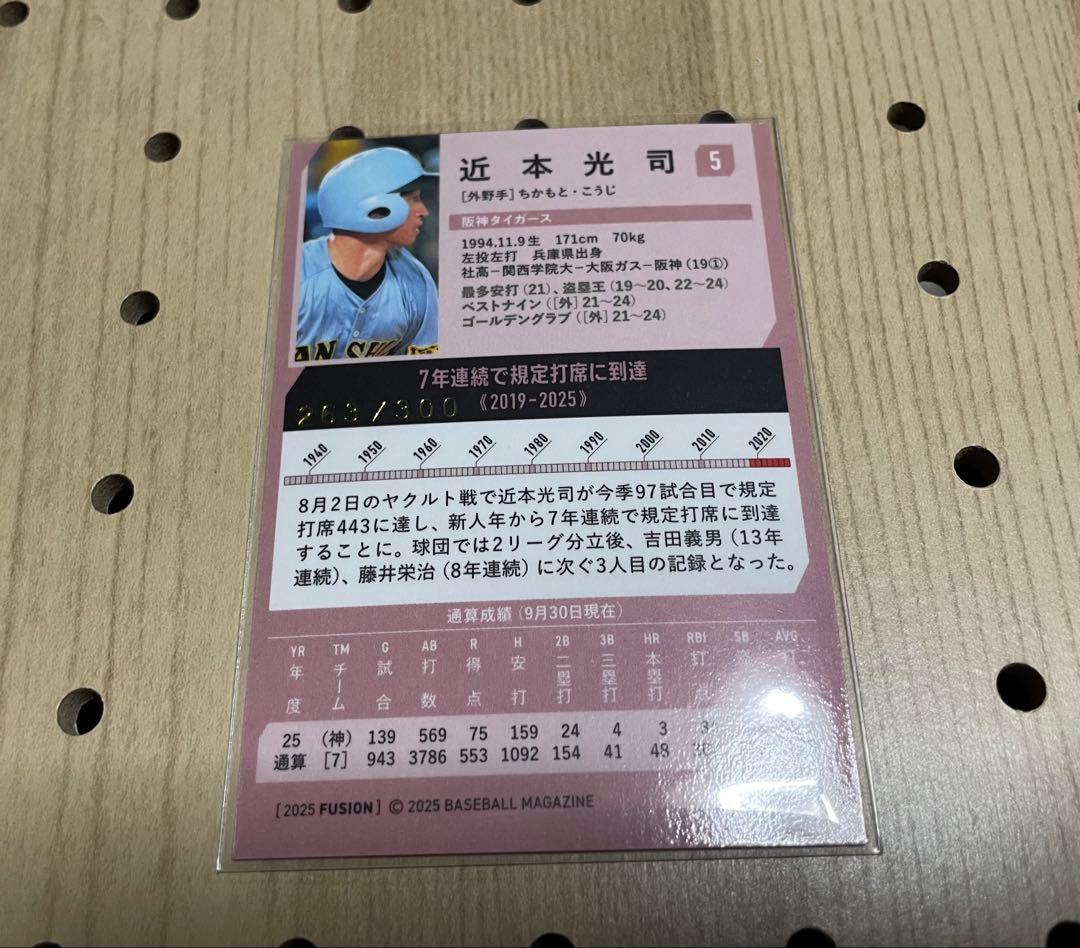 近本光司 5
[外野手]ちかもと・こうじ
阪神タイガース
1994.11.9生 171cm 70kg
左投左打 兵庫県出身
社高−関西学院大−大阪ガス−阪神(19①)
最多安打(21)、盗塁王(19〜20、22〜24)
ベストナイン([外]21〜24)
ゴールデングラブ([外]21〜24)
AN SH
7年連続で規定打席に到達
263/300 《2019-2025》
1940 1950 1960 1970 1980 1990 2000 2010 2020
8月2日のヤクルト戦で近本光司が今季97試合目で規定
打席443に達し、新人年から7年連続で規定打席に到達
することに。球団では2リーグ分立後、吉田義男(13年
連続)、藤井栄治(8年連続)に次ぐ3人目の記録となった。
通算成績(9月30日現在)
YR TM G AB R H 2B 3B HR RBI SB AVG
年度 チーム 試合 打数 得点 安打 二塁打 三塁打 本塁打 打点
25 (神) 139 569 75 159 24 4 3
通算 [7] 943 3786 553 1092 154 41 48
[2025 FUSION] © 2025 BASEBALL MAGAZINE